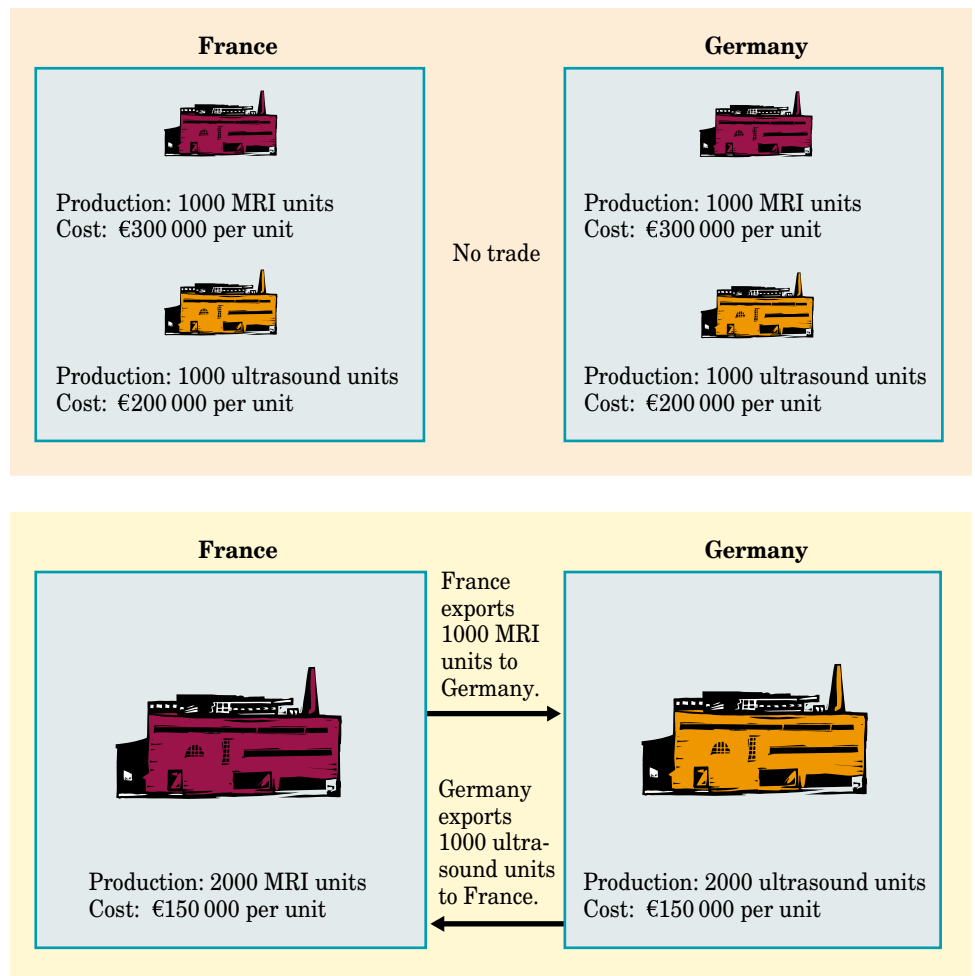 France
Production: 1000 MRI units
Cost: €300 000 per unit
Production: 1000 ultrasound units
Cost: €200 000 per unit
No trade
Germany
Production: 1000 MRI units
Cost: €300 000 per unit
Production: 1000 ultrasound units
Cost: €200 000 per unit
France
Production: 2000 MRI units
Cost: €150 000 per unit
France
exports
1000 MRI
units to
Germany.
Germany
exports
1000 ultra-
sound units
to France.
Germany
Production: 2000 ultrasound units
Cost: €150 000 per unit